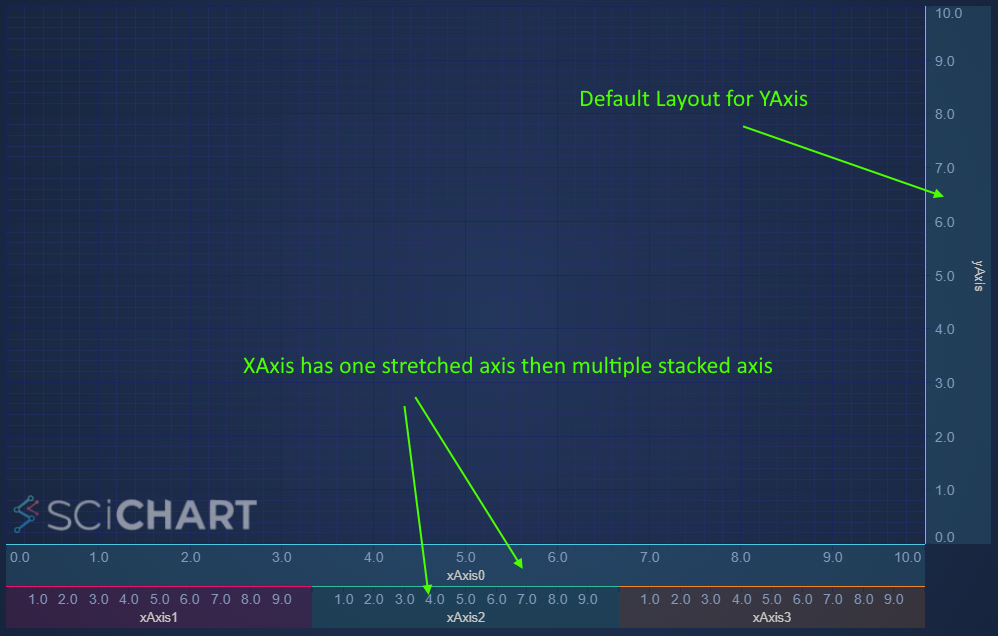 10.0
9.0
Default Layout for YAxis
8.0
7.0
6.0
yAxis
5.0
4.0
XAxis has one stretched axis then multiple stacked axis
3.0
2.0
1.0
SCiCHART
0.0
0.0 1.0 2.0 3.0 4.0 5.0 6.0 7.0 8.0 9.0 10.0
xAxis0
1.0 2.0 3.0 4.0 5.0 6.0 7.0 8.0 9.0 1.0 2.0 3.0 4.0 5.0 6.0 7.0 8.0 9.0 1.0 2.0 3.0 4.0 5.0 6.0 7.0 8.0 9.0
xAxis1 xAxis2 xAxis3